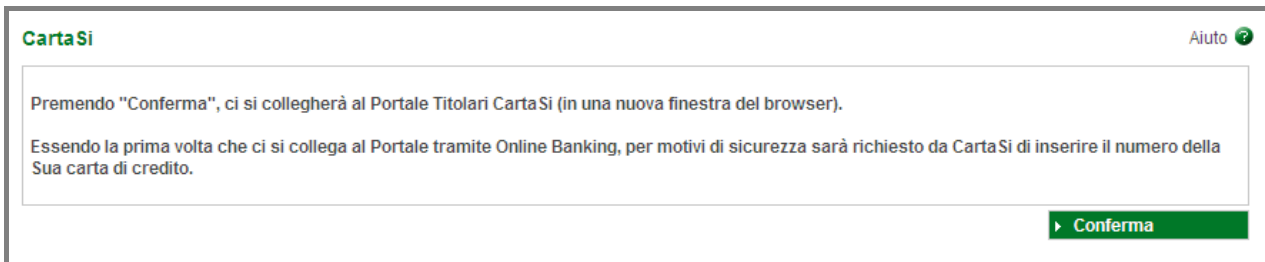 CartaSi
Aiuto
Premendo "Conferma", ci si collegherà al Portale Titolari CartaSi (in una nuova finestra del browser).
Essendo la prima volta che ci si collega al Portale tramite Online Banking, per motivi di sicurezza sarà richiesto da CartaSi di inserire il numero della
Sua carta di credito.
Conferma